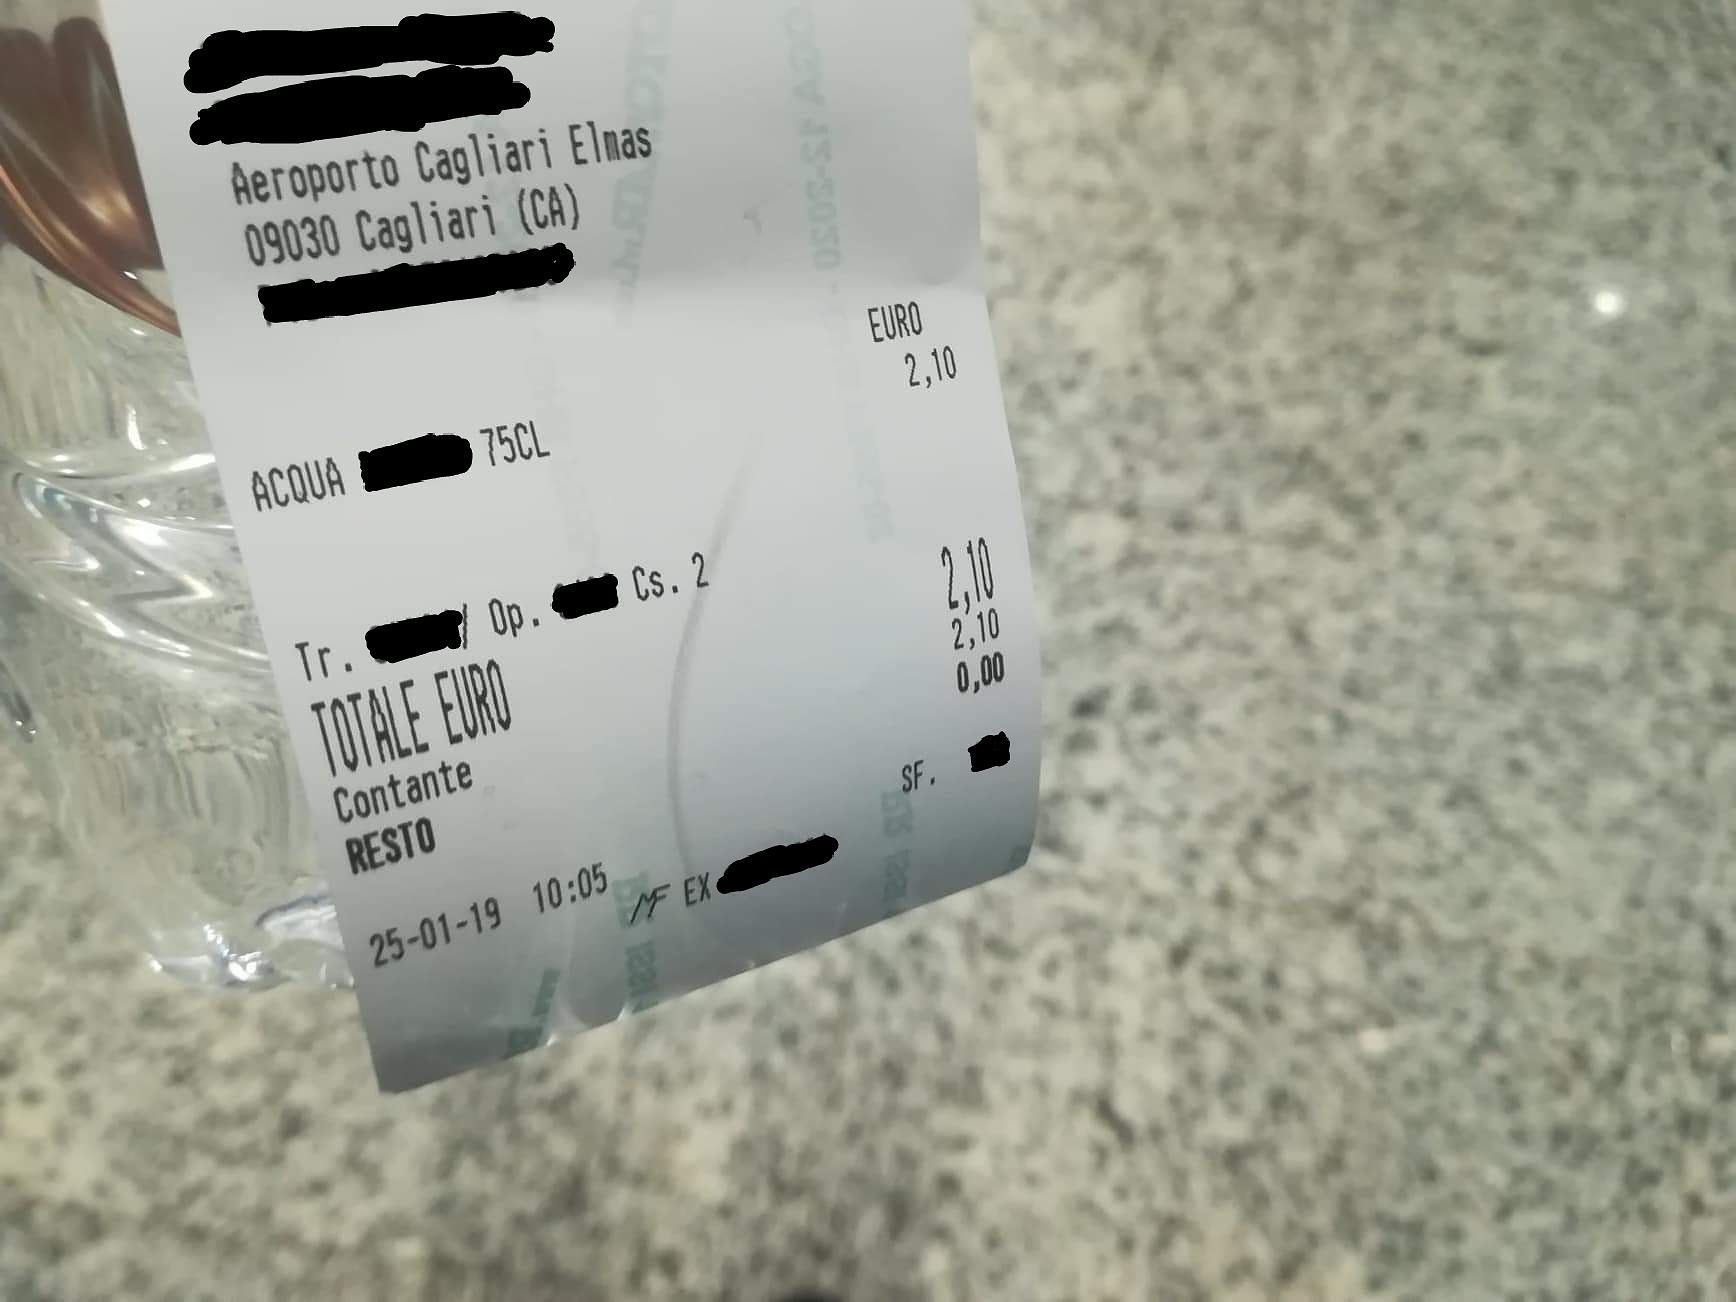 Aeroporto Cagliari Elmas
09030 Cagliari (CA)
EURO
ACQUA 75CL 2,10
Tr. / Op. Cs. 2
TOTALE EURO 2,10
Contante 2,10
RESTO 0,00
25-01-19 10:05 SF.
MF EX